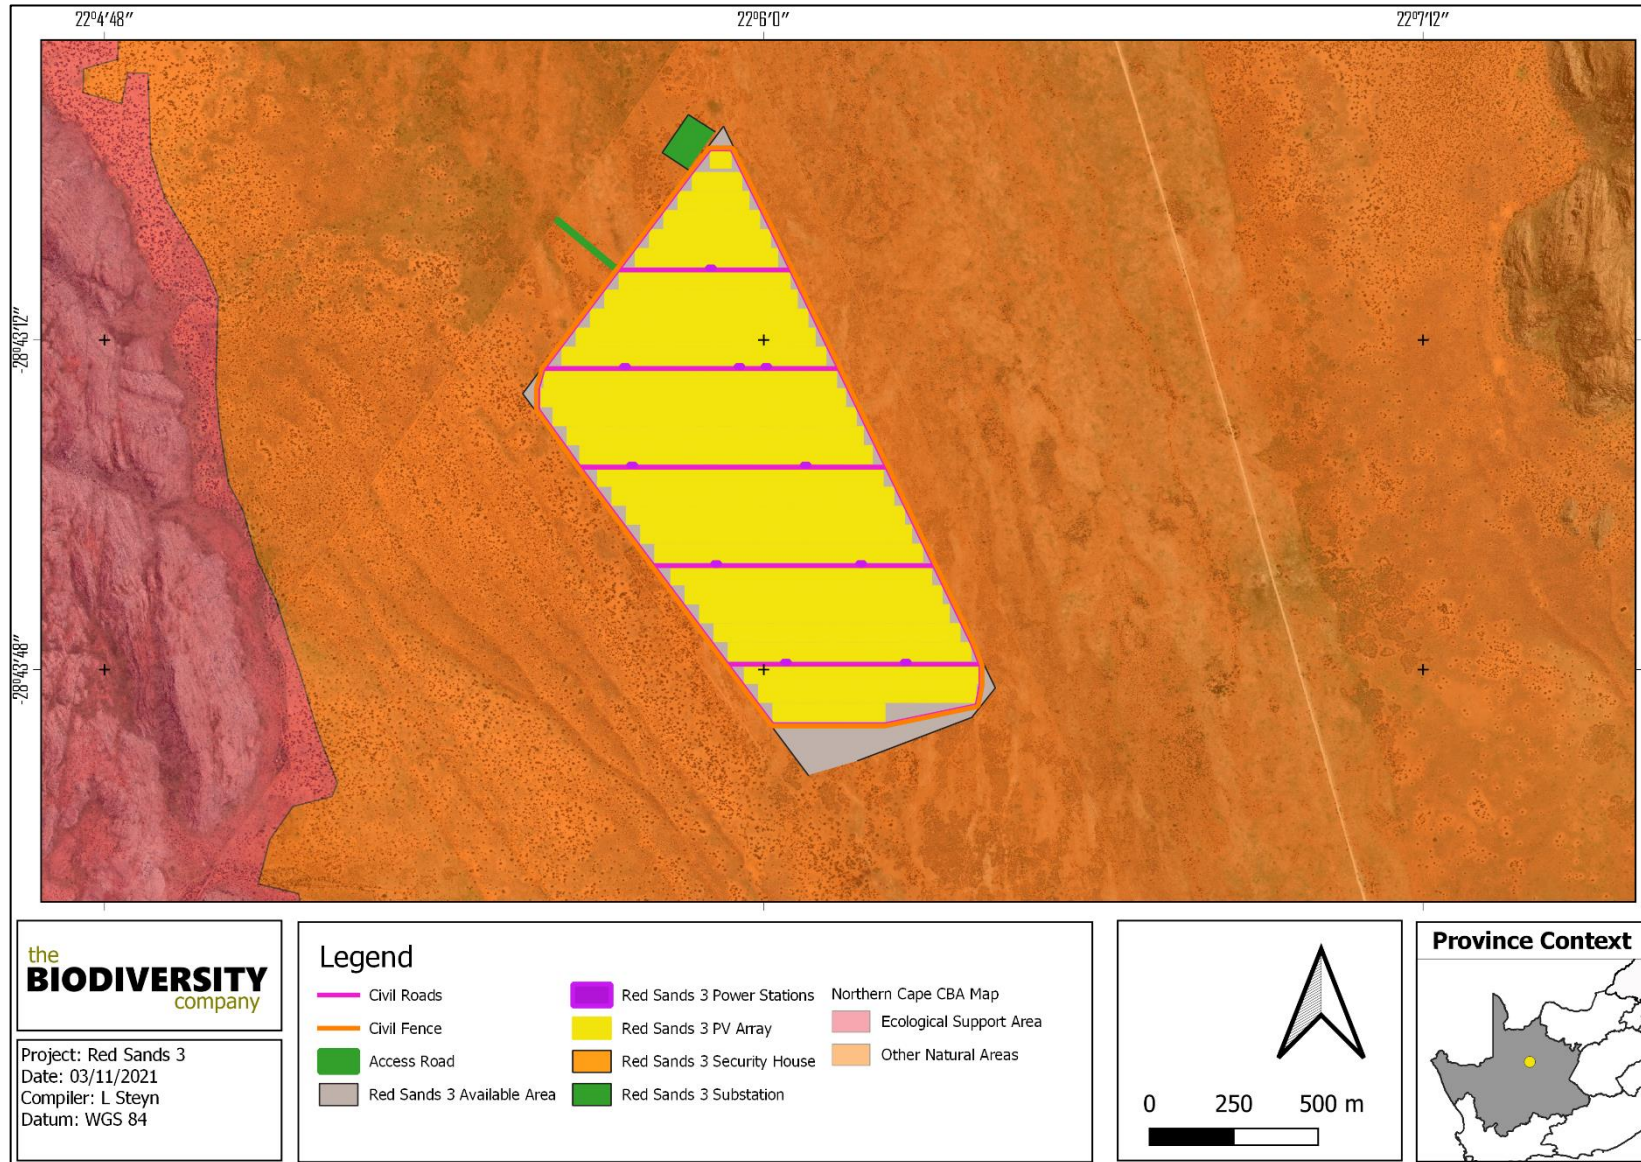 22°4'48"
22°6'0"
22°7'12"
-28°43'12"
-28°43'48"
the
BIODIVERSITY
company
Project: Red Sands 3
Date: 03/11/2021
Compiler: L Steyn
Datum: WGS 84
Legend
Civil Roads
Civil Fence
Access Road
Red Sands 3 Available Area
Red Sands 3 Power Stations
Red Sands 3 PV Array
Red Sands 3 Security House
Red Sands 3 Substation
Northern Cape CBA Map
Ecological Support Area
Other Natural Areas
0 250 500 m
Province Context